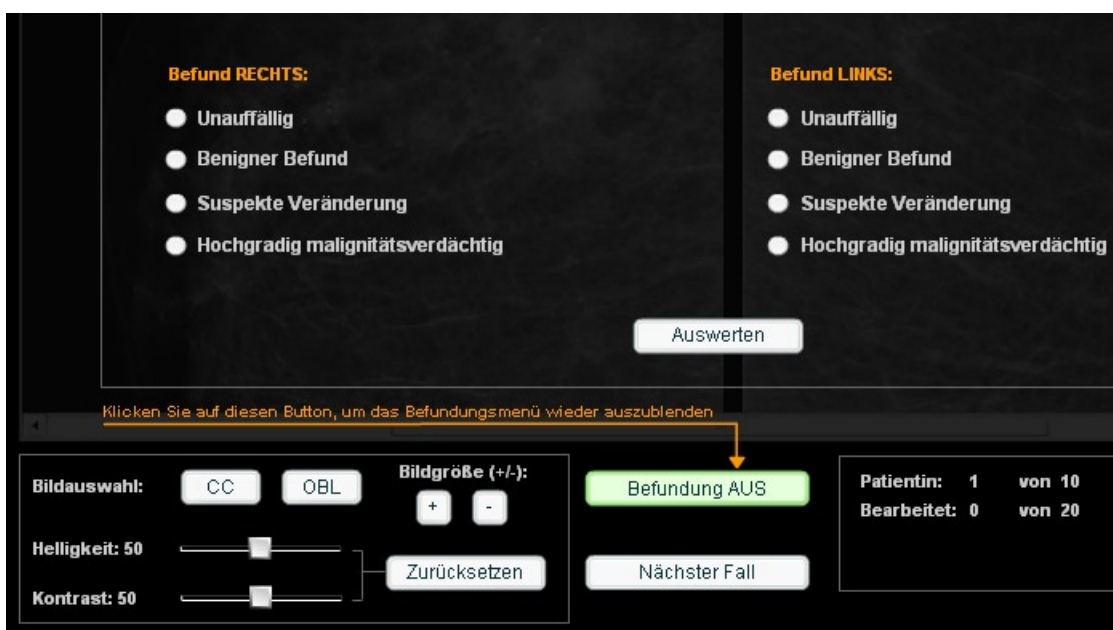 Befund RECHTS:
Unauffällig
Benigner Befund
Suspekte Veränderung
Hochgradig malignitätsverdächtig
Befund LINKS:
Unauffällig
Benigner Befund
Suspekte Veränderung
Hochgradig malignitätsverdächtig
Auswerten
Klicken Sie auf diesen Button, um das Befundungsmenü wieder auszublenden
Bildauswahl: CC OBL
Bildgröße (+/-):
+ -
Helligkeit: 50
Kontrast: 50
Zurücksetzen
Befundung AUS
Nächster Fall
Patientin: 1 von 10
Bearbeitet: 0 von 20